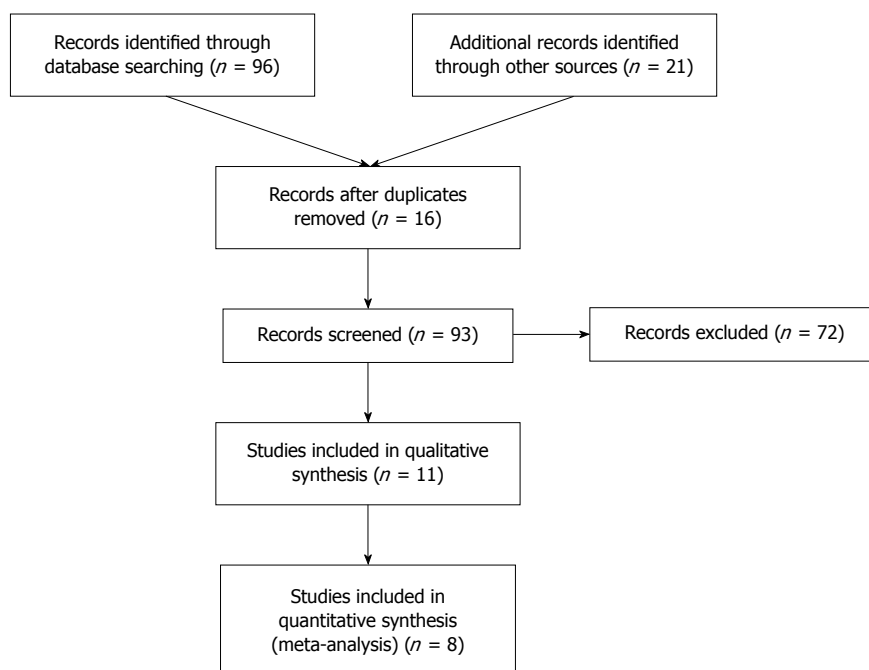 Records identified through
database searching (n = 96)
Additional records identified
through other sources (n = 21)
Records after duplicates
removed (n = 16)
Records screened (n = 93)
Records excluded (n = 72)
Studies included in qualitative
synthesis (n = 11)
Studies included in
quantitative synthesis
(meta-analysis) (n = 8)